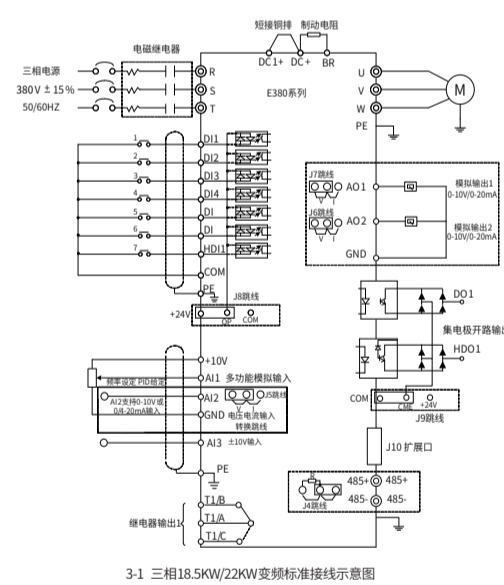 短接铜排 制动电阻
DC1+ DC+ BR
电磁继电器
三相电源
380V ±15%
50/60HZ
R
S
T
E380系列
U
V
W
M
PE
1 DI1
2 DI2
3 DI3
4 DI4
5 DI
6 DI
7 HDI1
COM
PE
J8跳线
+24V OP COM
J7跳线
V I
AO1
模拟输出1
0-10V/0-20mA
J6跳线
V I
AO2
模拟输出2
0-10V/0-20mA
GND
DO1
集电极开路输出
HDO1
COM CME +24V
J9跳线
+10V
频率设定 PID给定
AI1 多功能模拟输入
AI2支持0-10V或
0/4-20mA输入
AI2
J5跳线
V I
GND 电压电流输入
转换跳线
AI3 ±10V输入
PE
J10 扩展口
R
J4跳线
485+ 485+
485- 485-
继电器输出1
T1/B
T1/A
T1/C
3-1 三相18.5KW/22KW变频标准接线示意图